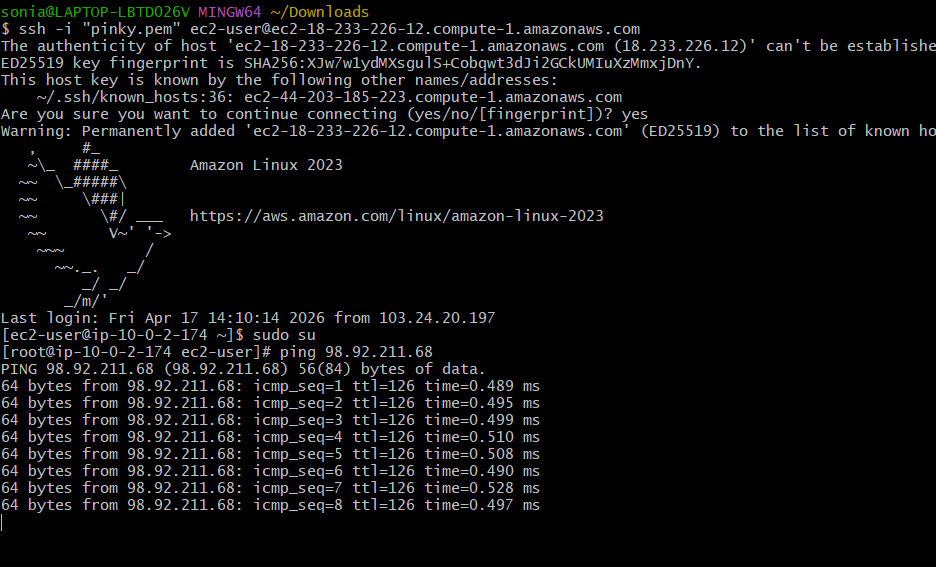 sonia@LAPTOP-LBTDO26V MINGW64 ~/Downloads
$ ssh -i "pinky.pem" ec2-user@ec2-18-233-226-12.compute-1.amazonaws.com
The authenticity of host 'ec2-18-233-226-12.compute-1.amazonaws.com (18.233.226.12)' can't be establishe
ED25519 key fingerprint is SHA256:XJw7w1ydMXsgulS+Cobqwt3dJi2GCkUMIuXzMmxjDnY.
This host key is known by the following other names/addresses:
    ~/.ssh/known_hosts:36: ec2-44-203-185-223.compute-1.amazonaws.com
Are you sure you want to continue connecting (yes/no/[fingerprint])? yes
Warning: Permanently added 'ec2-18-233-226-12.compute-1.amazonaws.com' (ED25519) to the list of known ho
   ,     #_
   ~\_  ####_        Amazon Linux 2023
  ~~  \_#####\
  ~~     \###|
  ~~       \#/ ___   https://aws.amazon.com/linux/amazon-linux-2023
   ~~       V~' '->
    ~~~         /
      ~~._.   _/
         _/ _/
       _/m/'
Last login: Fri Apr 17 14:10:14 2026 from 103.24.20.197
[ec2-user@ip-10-0-2-174 ~]$ sudo su
[root@ip-10-0-2-174 ec2-user]# ping 98.92.211.68
PING 98.92.211.68 (98.92.211.68) 56(84) bytes of data.
64 bytes from 98.92.211.68: icmp_seq=1 ttl=126 time=0.489 ms
64 bytes from 98.92.211.68: icmp_seq=2 ttl=126 time=0.495 ms
64 bytes from 98.92.211.68: icmp_seq=3 ttl=126 time=0.499 ms
64 bytes from 98.92.211.68: icmp_seq=4 ttl=126 time=0.510 ms
64 bytes from 98.92.211.68: icmp_seq=5 ttl=126 time=0.508 ms
64 bytes from 98.92.211.68: icmp_seq=6 ttl=126 time=0.490 ms
64 bytes from 98.92.211.68: icmp_seq=7 ttl=126 time=0.528 ms
64 bytes from 98.92.211.68: icmp_seq=8 ttl=126 time=0.497 ms